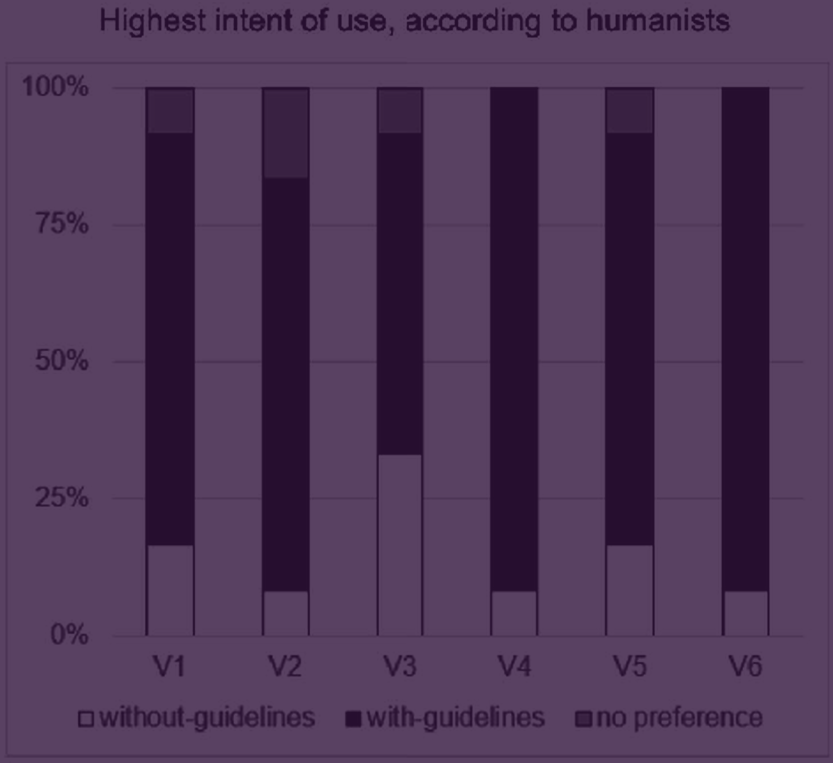 Highest intent of use, according to humanists
100%
75%
50%
25%
0%
V1 V2 V3 V4 V5 V6
without-guidelines with-guidelines no preference